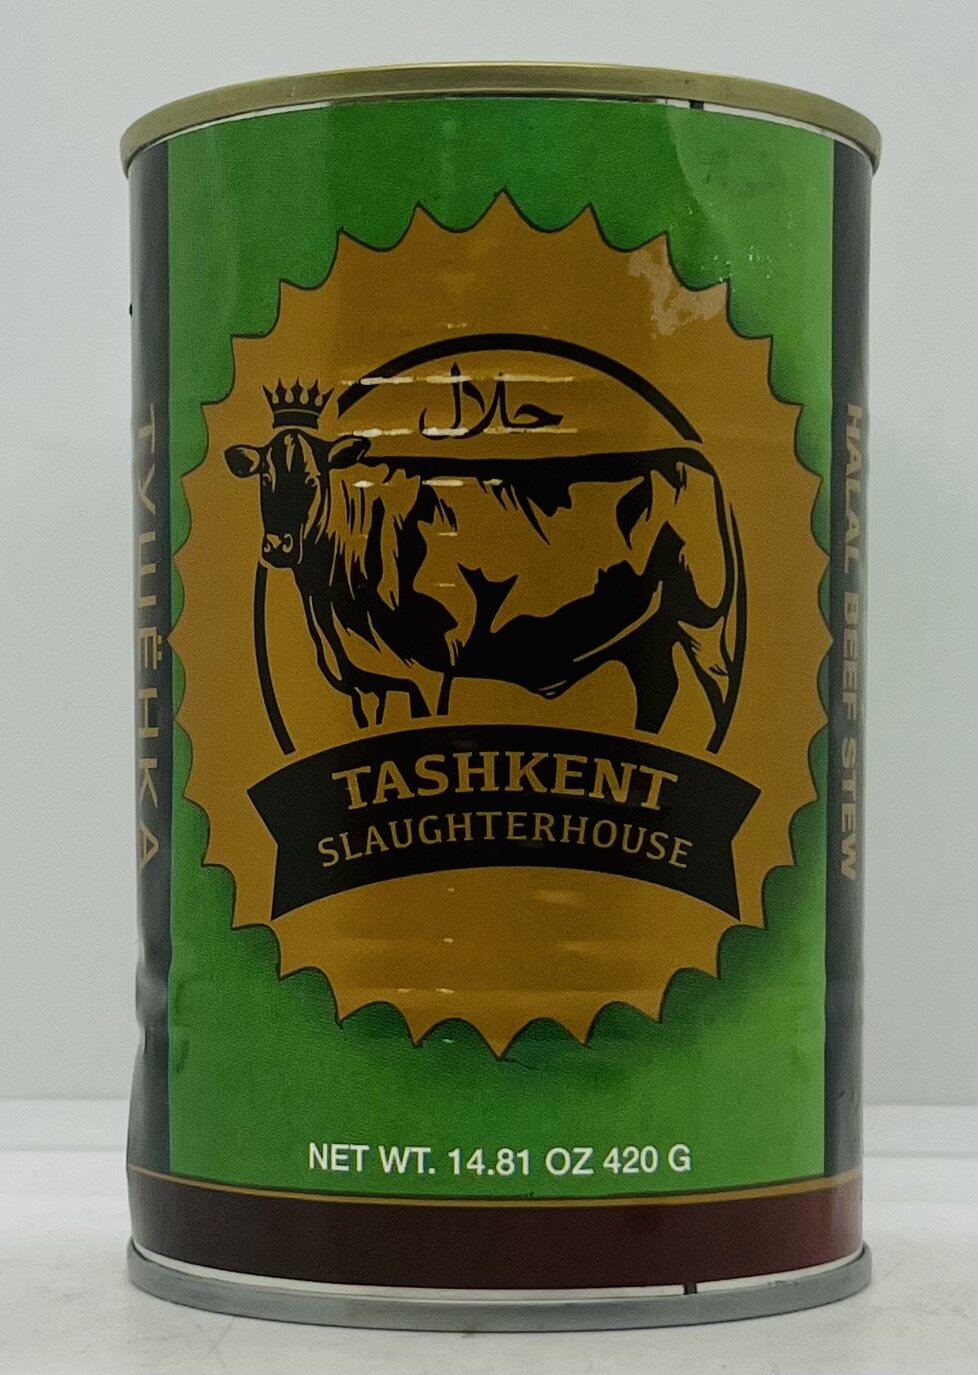 حلال
TASHKENT
SLAUGHTERHOUSE
NET WT. 14.81 OZ 420 G
ТУШЁНКА
HALAL BEEF STEW